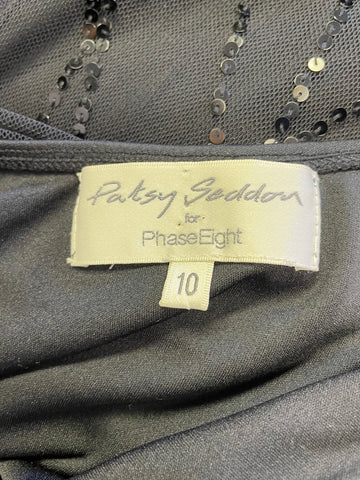 Patsy Seddon
for
PhaseEight
10